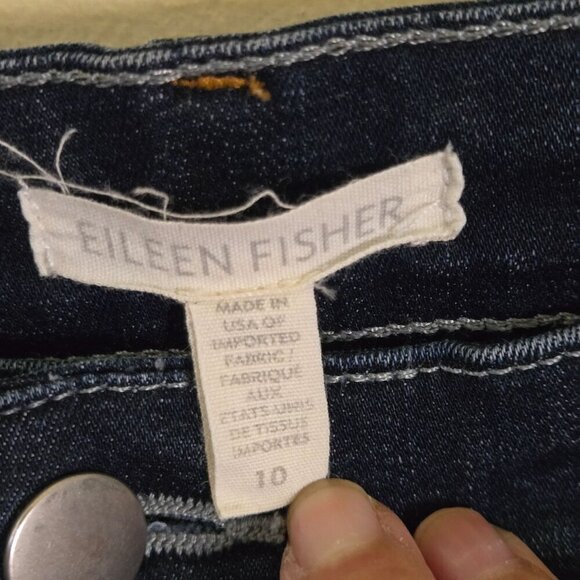 EILEEN FISHER
MADE IN
USA OF
IMPORTED
FABRIC /
FABRIQUÉ
AUX
ÉTATS UNIS
DE TISSUS
IMPORTÉS
10